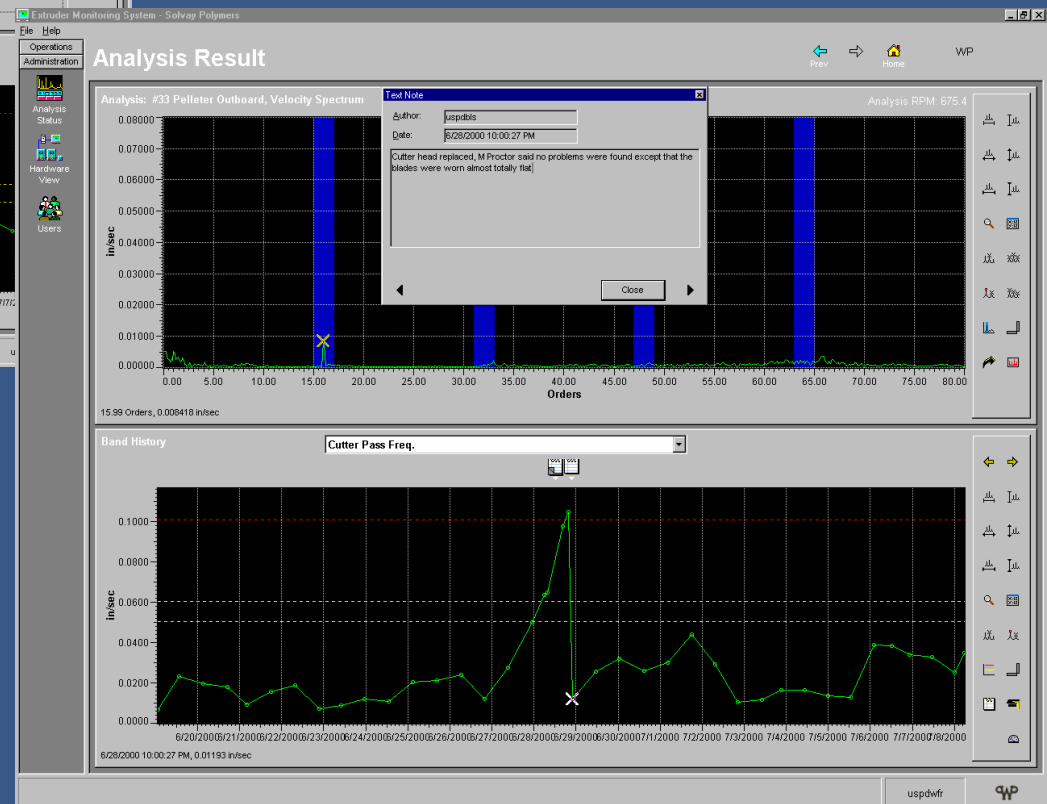 Extruder Monitoring System - Solvay Polymers
File Help
Operations
Administration
Analysis Status
Hardware View
Users
Analysis Result
Prev
Home
WP
Analysis: #33 Pelleter Outboard, Velocity Spectrum
Analysis RPM: 675.4
Text Note
Author: uspdbls
Date: 6/28/2000 10:00:27 PM
Cutter head replaced, M Proctor said no problems were found except that the
blades were worn almost totally flat
Close
in/sec
0.08000
0.07000
0.06000
0.05000
0.04000
0.03000
0.02000
0.01000
0.00000
0.00 5.00 10.00 15.00 20.00 25.00 30.00 35.00 40.00 45.00 50.00 55.00 60.00 65.00 70.00 75.00 80.00
Orders
15.99 Orders, 0.008418 in/sec
Band History
Cutter Pass Freq.
in/sec
0.1000
0.0800
0.0600
0.0400
0.0200
0.0000
6/20/2000 6/21/2000 6/22/2000 6/23/2000 6/24/2000 6/25/2000 6/26/2000 6/27/2000 6/28/2000 6/29/2000 6/30/2000 7/1/2000 7/2/2000 7/3/2000 7/4/2000 7/5/2000 7/6/2000 7/7/2000 7/8/2000
6/28/2000 10:00:27 PM, 0.01193 in/sec
uspdwfr